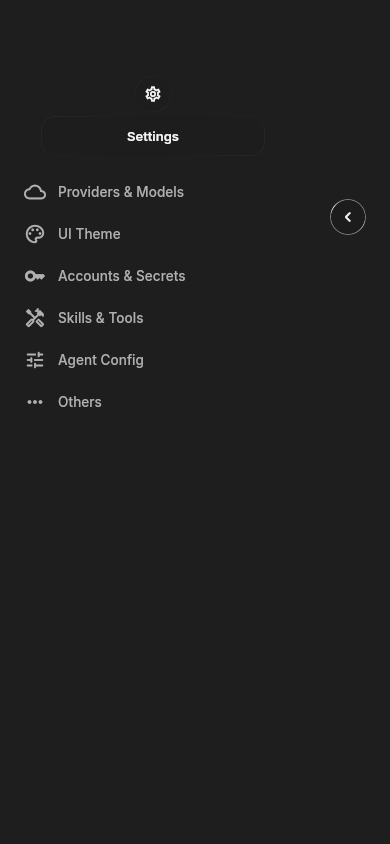 Settings
Providers & Models
UI Theme
Accounts & Secrets
Skills & Tools
Agent Config
Others